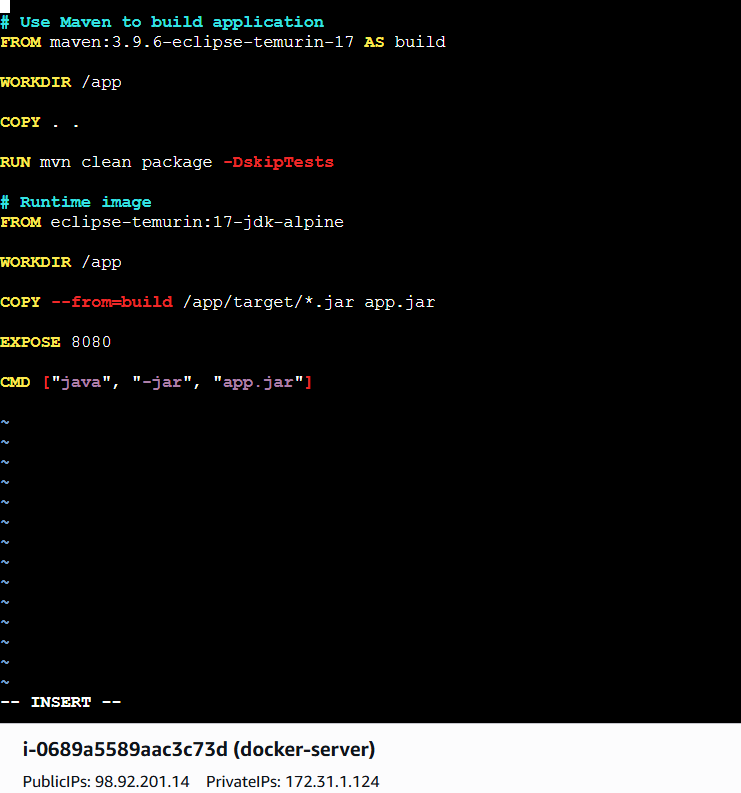 # Use Maven to build application
FROM maven:3.9.6-eclipse-temurin-17 AS build
WORKDIR /app
COPY . .
RUN mvn clean package -DskipTests
# Runtime image
FROM eclipse-temurin:17-jdk-alpine
WORKDIR /app
COPY --from=build /app/target/*.jar app.jar
EXPOSE 8080
CMD ["java", "-jar", "app.jar"]
~
~
~
~
~
~
~
~
~
~
~
~
~
~
-- INSERT --
i-0689a5589aac3c73d (docker-server)
PublicIPs: 98.92.201.14 PrivateIPs: 172.31.1.124